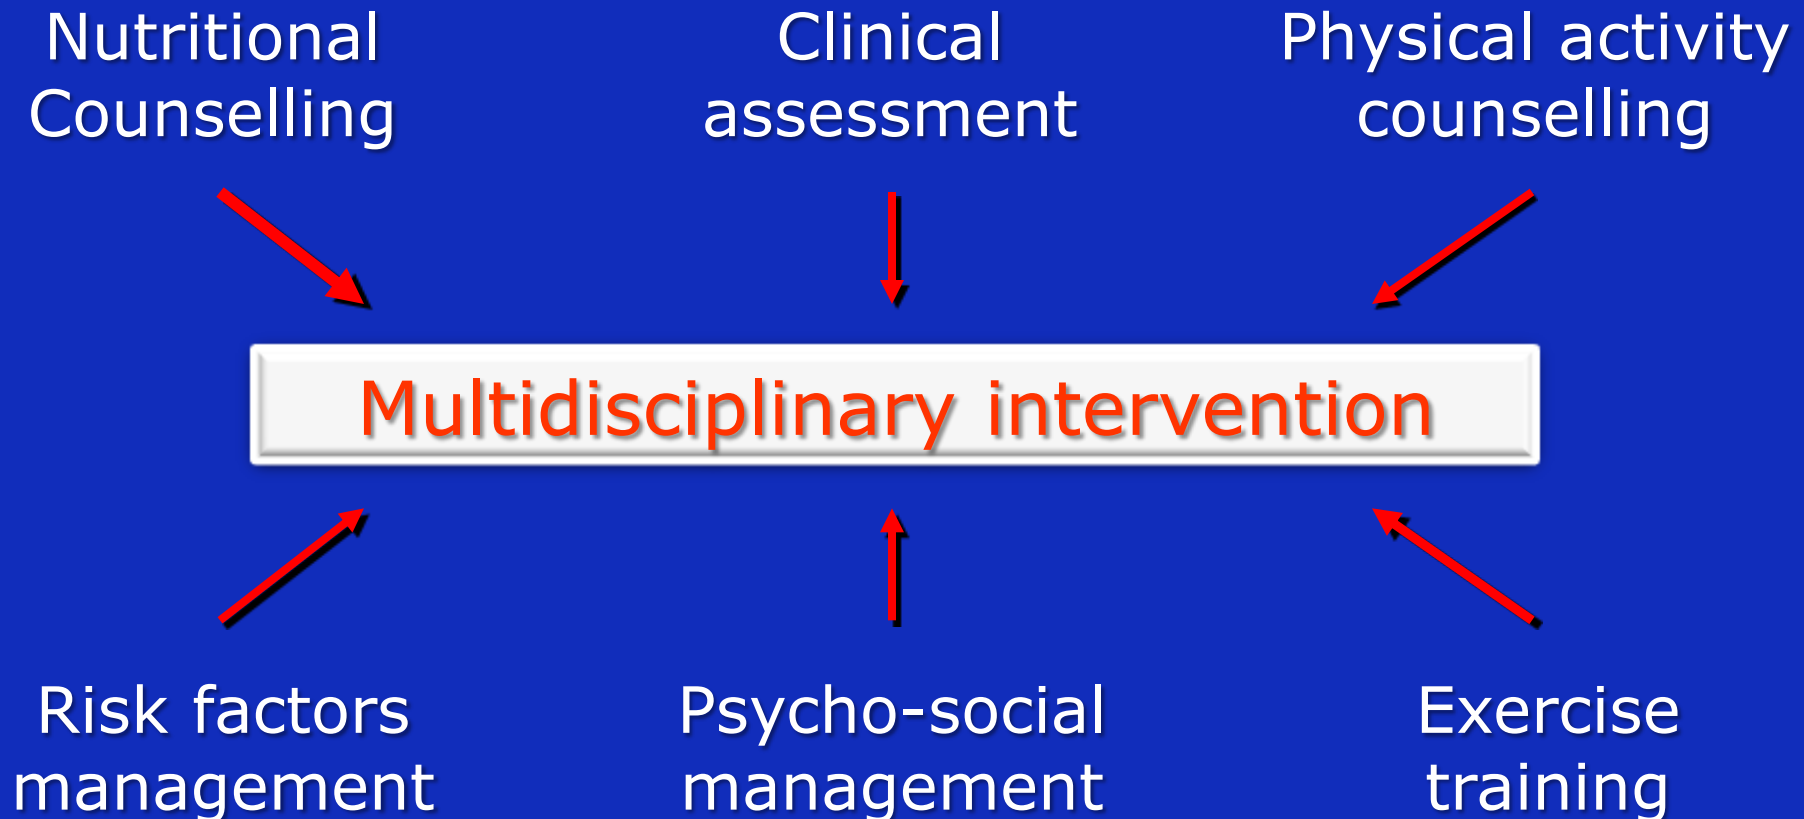 Nutritional
Counselling
Clinical
assessment
Physical activity
counselling
Multidisciplinary intervention
Risk factors
management
Psycho-social
management
Exercise
training